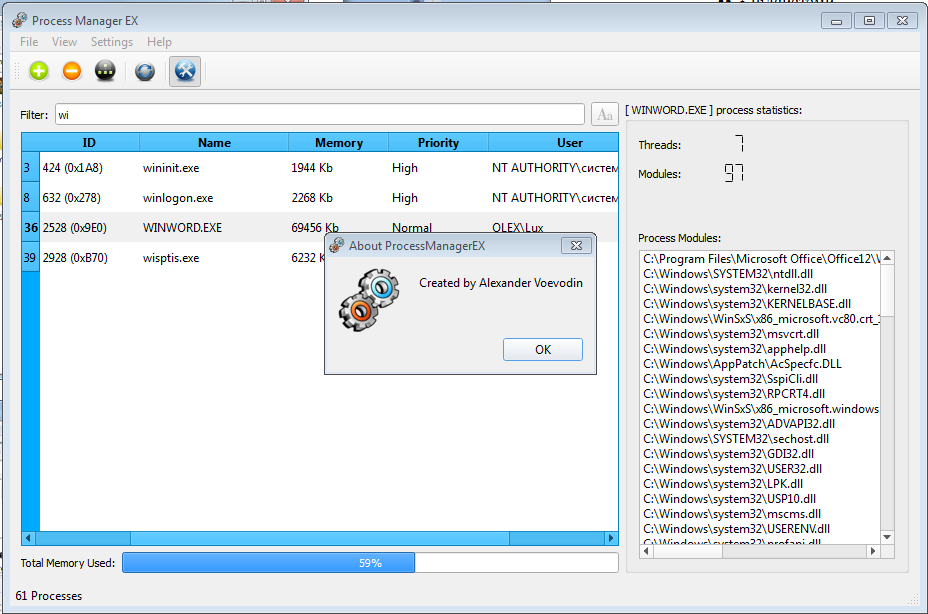 Process Manager EX
File View Settings Help
Filter: wi Aa
[ WINWORD.EXE ] process statistics:
ID Name Memory Priority User
3 424 (0x1A8) wininit.exe 1944 Kb High NT AUTHORITY\систем
8 632 (0x278) winlogon.exe 2268 Kb High NT AUTHORITY\систем
36 2528 (0x9E0) WINWORD.EXE 69456 Kb Normal OLEX\Lux
39 2928 (0xB70) wisptis.exe 6232
About ProcessManagerEX
Created by Alexander Voevodin
OK
Threads: 7
Modules: 97
Process Modules:
C:\Program Files\Microsoft Office\Office12\W
C:\Windows\SYSTEM32\ntdll.dll
C:\Windows\system32\kernel32.dll
C:\Windows\system32\KERNELBASE.dll
C:\Windows\WinSxS\x86_microsoft.vc80.crt_
C:\Windows\system32\msvcrt.dll
C:\Windows\system32\apphelp.dll
C:\Windows\AppPatch\AcSpecfc.DLL
C:\Windows\system32\SspiCli.dll
C:\Windows\system32\RPCRT4.dll
C:\Windows\WinSxS\x86_microsoft.windows
C:\Windows\system32\ADVAPI32.dll
C:\Windows\SYSTEM32\sechost.dll
C:\Windows\system32\GDI32.dll
C:\Windows\system32\USER32.dll
C:\Windows\system32\LPK.dll
C:\Windows\system32\USP10.dll
C:\Windows\system32\mscms.dll
C:\Windows\system32\USERENV.dll
C:\Windows\system32\profapi.dll
Total Memory Used: 59%
61 Processes